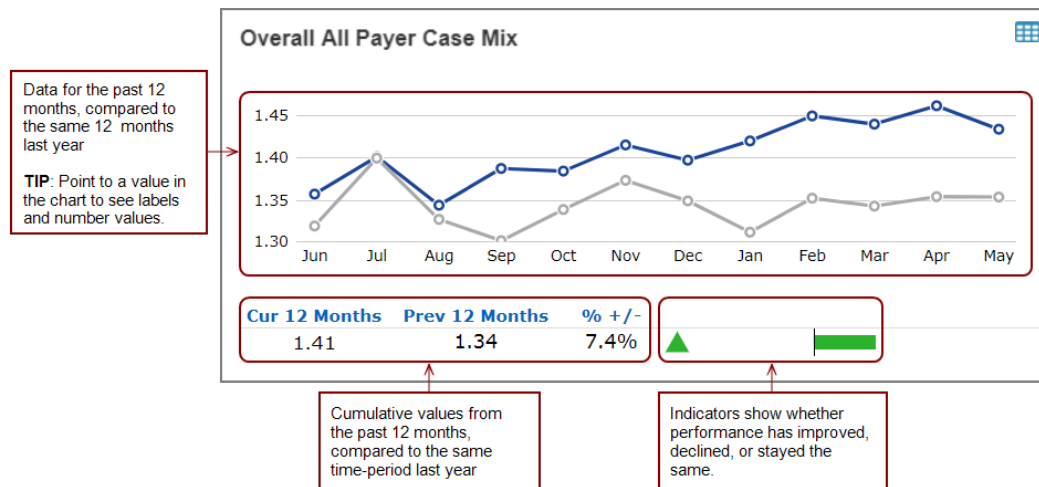 Overall All Payer Case Mix
Data for the past 12
months, compared to
the same 12 months
last year
TIP: Point to a value in
the chart to see labels
and number values.
1.45
1.40
1.35
1.30
Jun Jul Aug Sep Oct Nov Dec Jan Feb Mar Apr May
Cur 12 Months Prev 12 Months % +/-
1.41 1.34 7.4%
Cumulative values from
the past 12 months,
compared to the same
time-period last year
Indicators show whether
performance has improved,
declined, or stayed the
same.